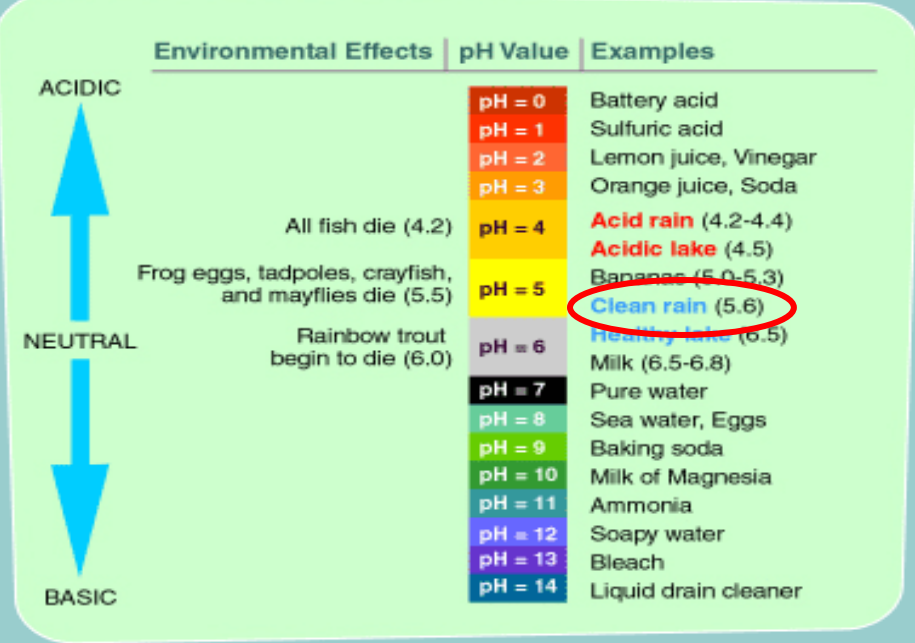 Environmental Effects pH Value Examples
ACIDIC
pH = 0 Battery acid
pH = 1 Sulfuric acid
pH = 2 Lemon juice, Vinegar
pH = 3 Orange juice, Soda
All fish die (4.2) pH = 4 Acid rain (4.2-4.4)
Acidic lake (4.5)
Frog eggs, tadpoles, crayfish,
and mayflies die (5.5) pH = 5 Bananas (5.0-5.3)
Clean rain (5.6)
NEUTRAL
Rainbow trout
begin to die (6.0) pH = 6 Healthy lake (6.5)
Milk (6.5-6.8)
pH = 7 Pure water
pH = 8 Sea water, Eggs
pH = 9 Baking soda
pH = 10 Milk of Magnesia
pH = 11 Ammonia
pH = 12 Soapy water
pH = 13 Bleach
pH = 14 Liquid drain cleaner
BASIC